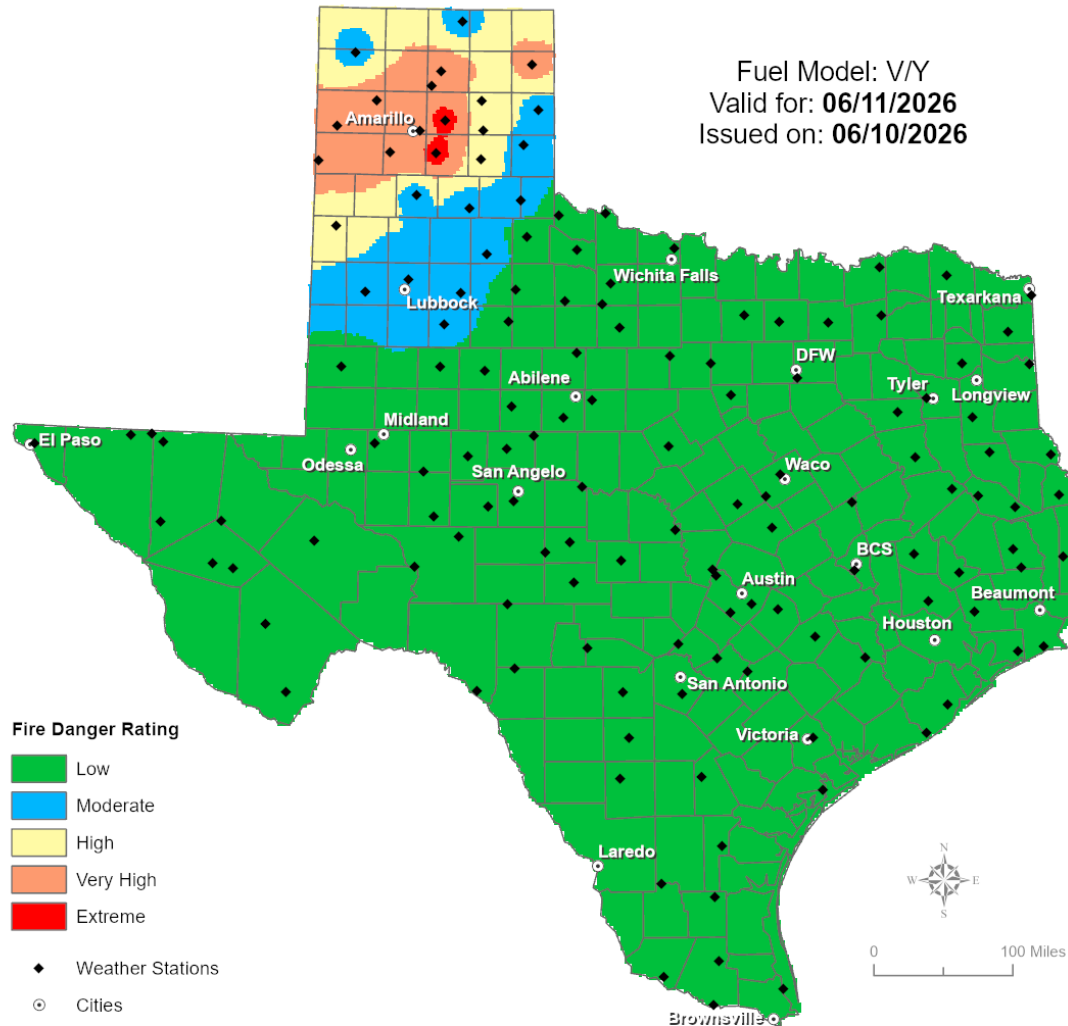 Fuel Model: V/Y
Valid for: 06/11/2026
Issued on: 06/10/2026
Amarillo
Wichita Falls
Lubbock
Texarkana
DFW
Abilene
Tyler
Longview
Midland
El Paso
Odessa
San Angelo
Waco
BCS
Austin
Beaumont
Houston
San Antonio
Victoria
Laredo
Brownsville
Fire Danger Rating
Low
Moderate
High
Very High
Extreme
Weather Stations
Cities
N
W E
S
0 100 Miles